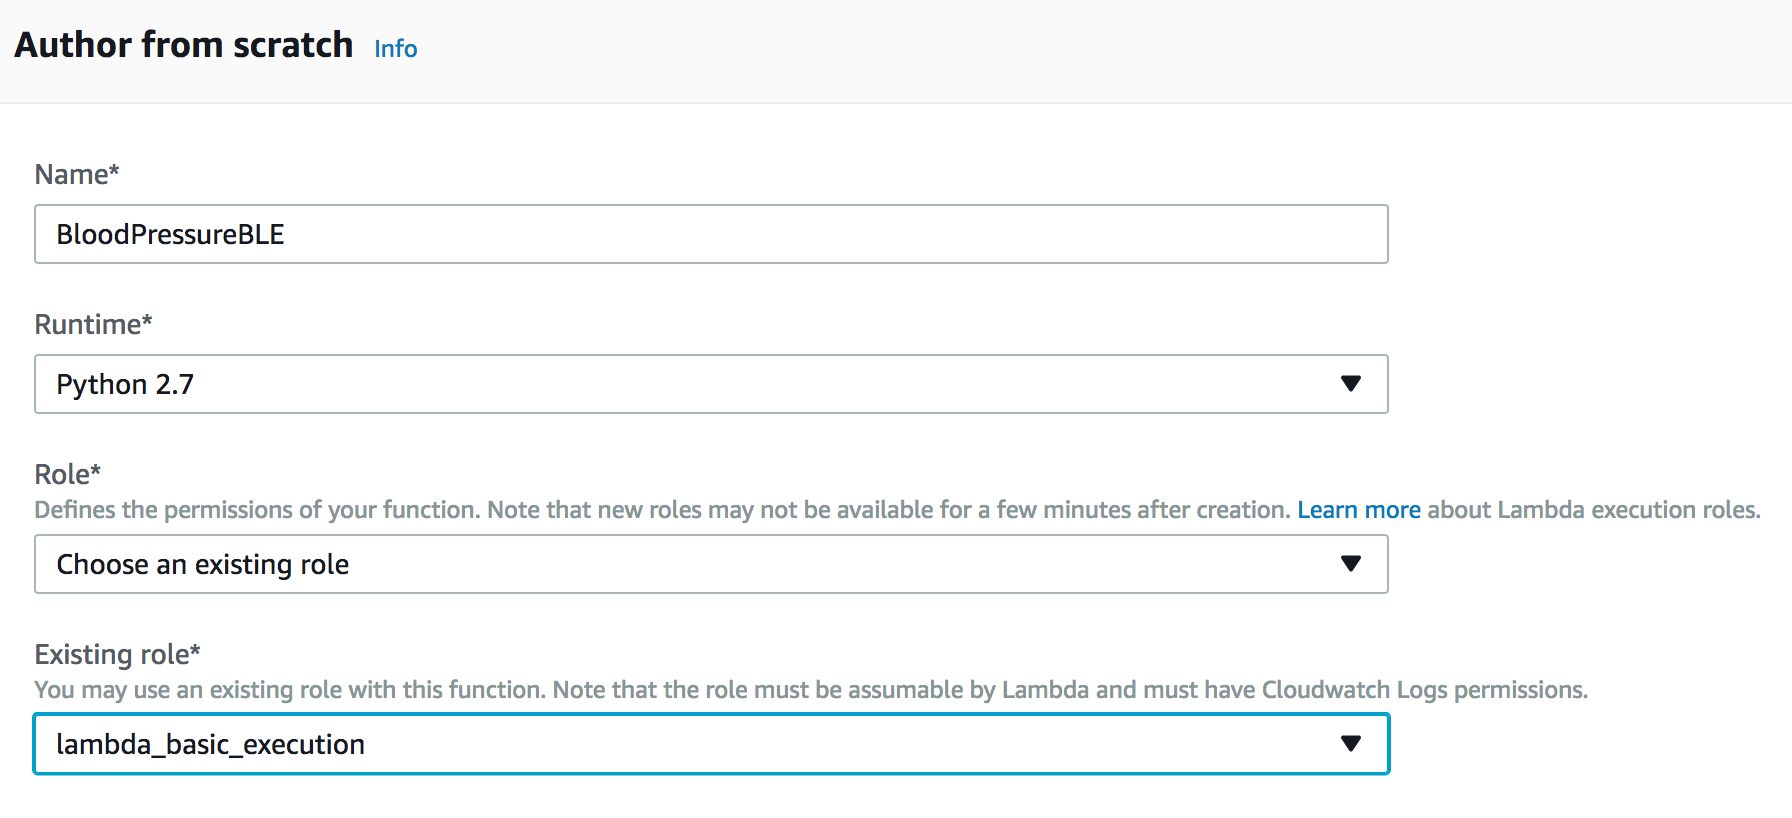 Author from scratch Info
Name*
BloodPressureBLE
Runtime*
Python 2.7
Role*
Defines the permissions of your function. Note that new roles may not be available for a few minutes after creation. Learn more about Lambda execution roles.
Choose an existing role
Existing role*
You may use an existing role with this function. Note that the role must be assumable by Lambda and must have Cloudwatch Logs permissions.
lambda_basic_execution